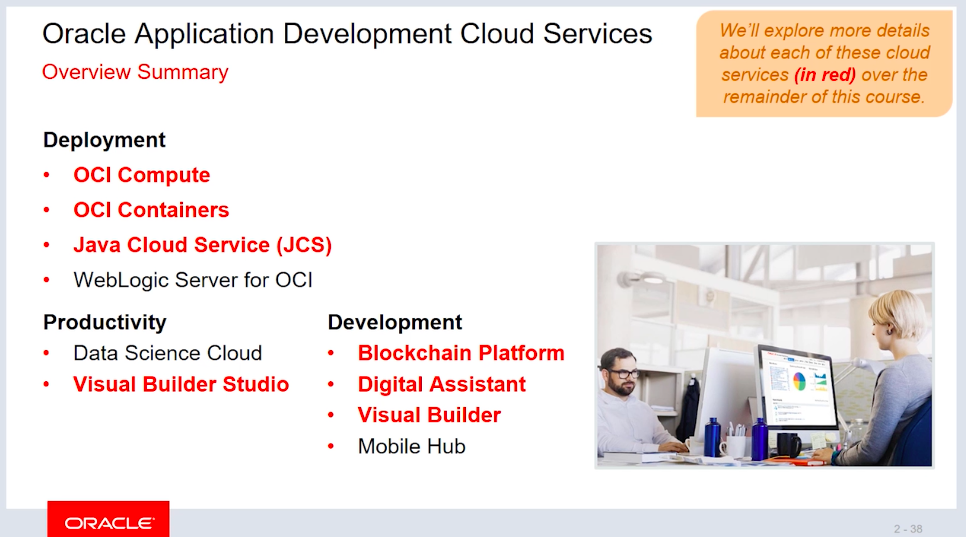 Oracle Application Development Cloud Services
Overview Summary
We'll explore more details
about each of these cloud
services (in red) over the
remainder of this course.
Deployment
• OCI Compute
• OCI Containers
• Java Cloud Service (JCS)
• WebLogic Server for OCI
Productivity
• Data Science Cloud
• Visual Builder Studio
Development
• Blockchain Platform
• Digital Assistant
• Visual Builder
• Mobile Hub
ORACLE
2 - 38